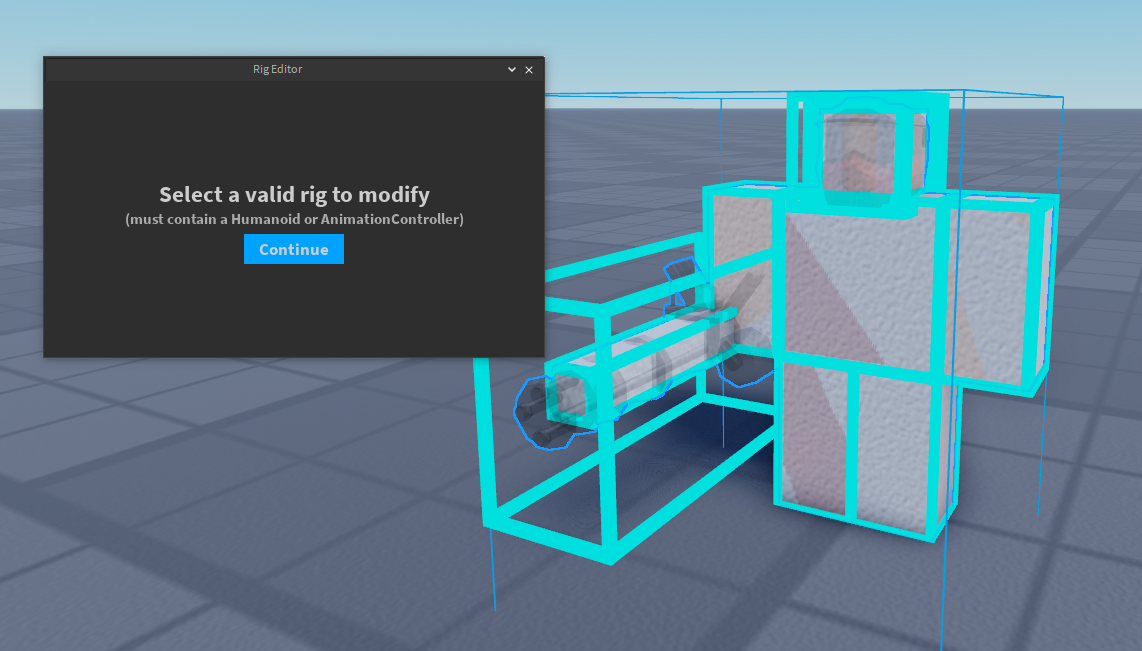 Rig Editor
Select a valid rig to modify
(must contain a Humanoid or AnimationController)
Continue